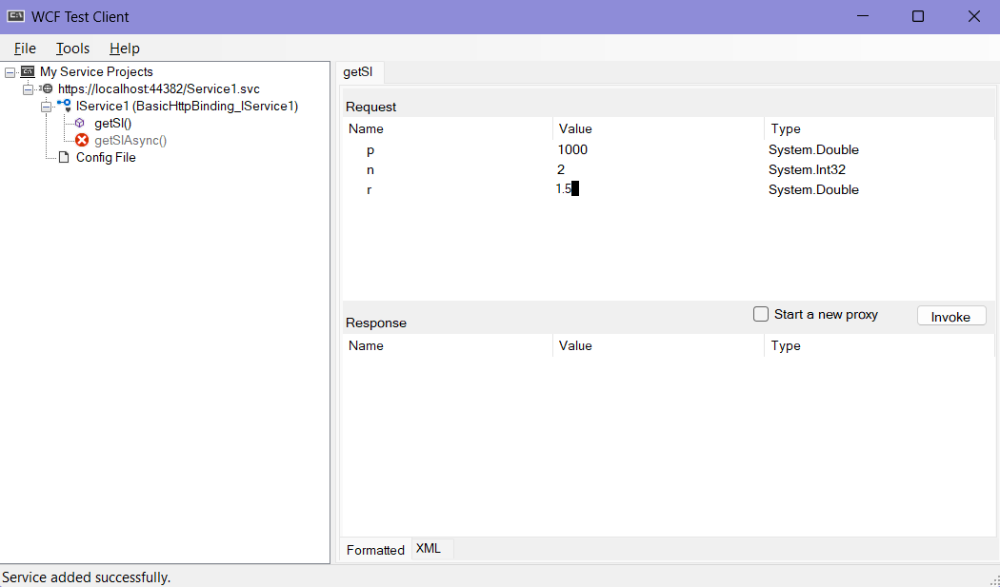 WCF Test Client
File Tools Help
My Service Projects
https://localhost:44382/Service1.svc
IService1 (BasicHttpBinding_IService1)
getSI()
getSIAsync()
Config File
getSI
Request
Name Value Type
p 1000 System.Double
n 2 System.Int32
r 1.5 System.Double
Response
Start a new proxy
Invoke
Name Value Type
Formatted XML
Service added successfully.